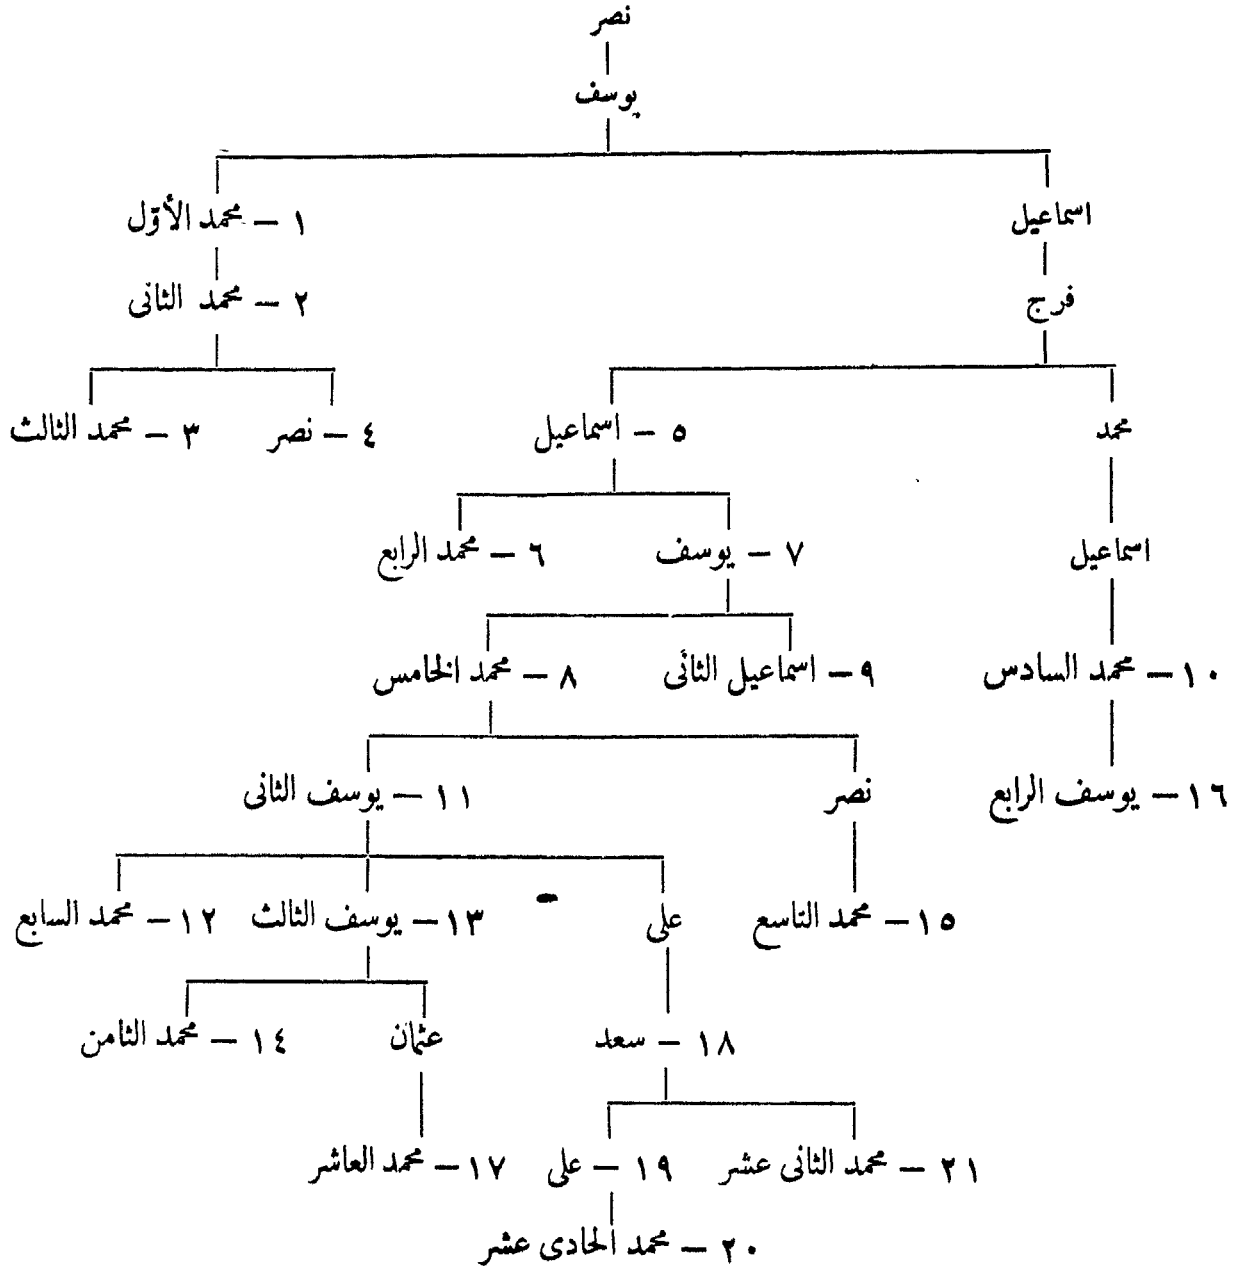 نصر
يوسف
اسماعيل
١ – محمد الأوّل
فرج
٢ – محمد الثانى
محمد
٥ – اسماعيل
٤ – نصر
٣ – محمد الثالث
اسماعيل
٧ – يوسف
٦ – محمد الرابع
١٠ – محمد السادس
٩ – اسماعيل الثانى
٨ – محمد الخامس
١٦ – يوسف الرابع
نصر
١١ – يوسف الثانى
١٥ – محمد التاسع
على
١٣ – يوسف الثالث
١٢ – محمد السابع
١٨ – سعد
عثمان
١٤ – محمد الثامن
٢١ – محمد الثانى عشر
١٩ – على
١٧ – محمد العاشر
٢٠ – محمد الحادى عشر